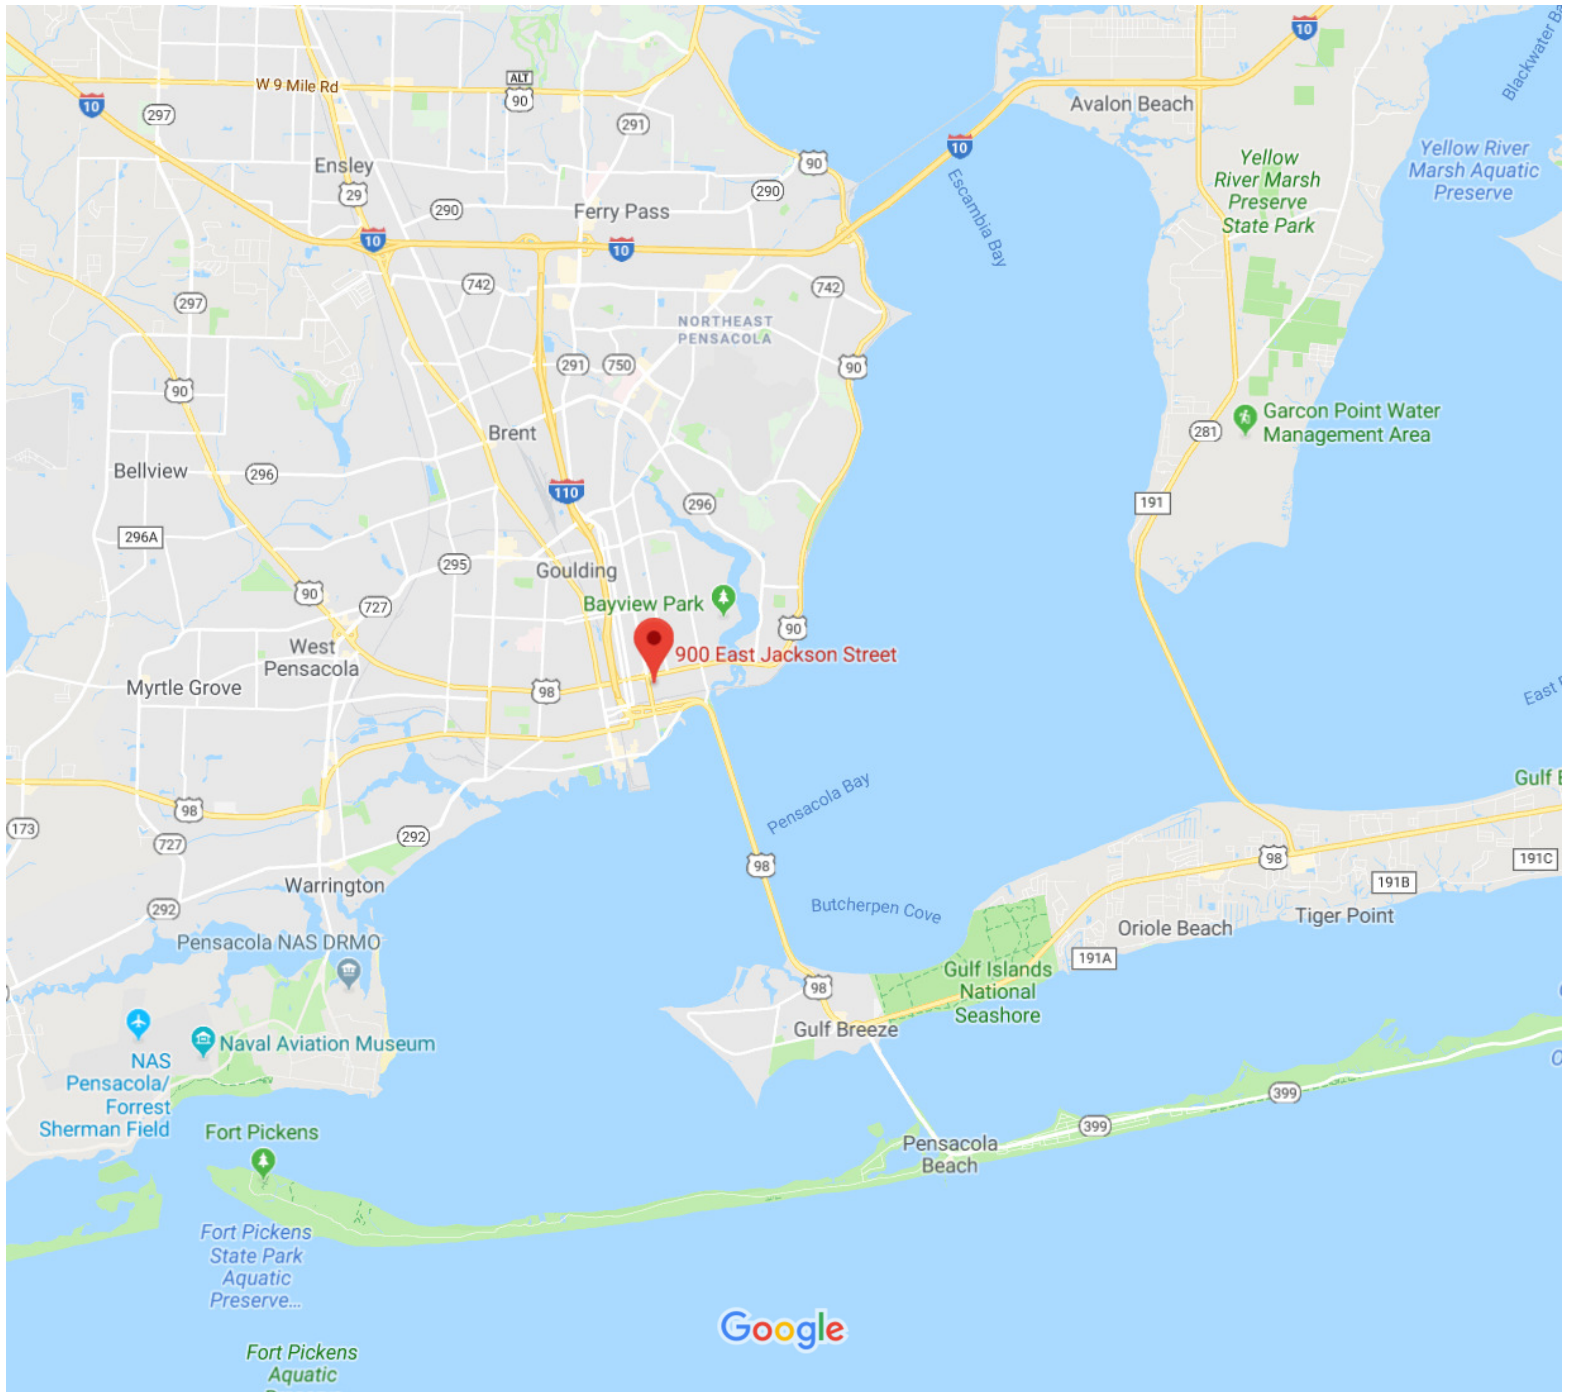 10
Blackwater Ba
W 9 Mile Rd
ALT
90
10
297
Avalon Beach
291
10
Yellow River
Marsh Aquatic
Preserve
Yellow
River Marsh
Preserve
State Park
Ensley
90
29
290
290
Escambia Bay
Ferry Pass
10
10
742
742
297
NORTHEAST
PENSACOLA
291
750
90
90
Garcon Point Water
Management Area
281
Brent
Bellview
296
110
296
191
296A
295
Goulding
90
727
Bayview Park
90
West
Pensacola
900 East Jackson Street
Myrtle Grove
98
East
Gulf
Pensacola Bay
98
173
727
292
98
98
191C
191B
Warrington
292
Butcherpen Cove
Tiger Point
Oriole Beach
Pensacola NAS DRMO
191A
Gulf Islands
National
Seashore
98
Gulf Breeze
Naval Aviation Museum
NAS
Pensacola/
Forrest
Sherman Field
399
399
Fort Pickens
Pensacola
Beach
Fort Pickens
State Park
Aquatic
Preserve...
Google
Fort Pickens
Aquatic